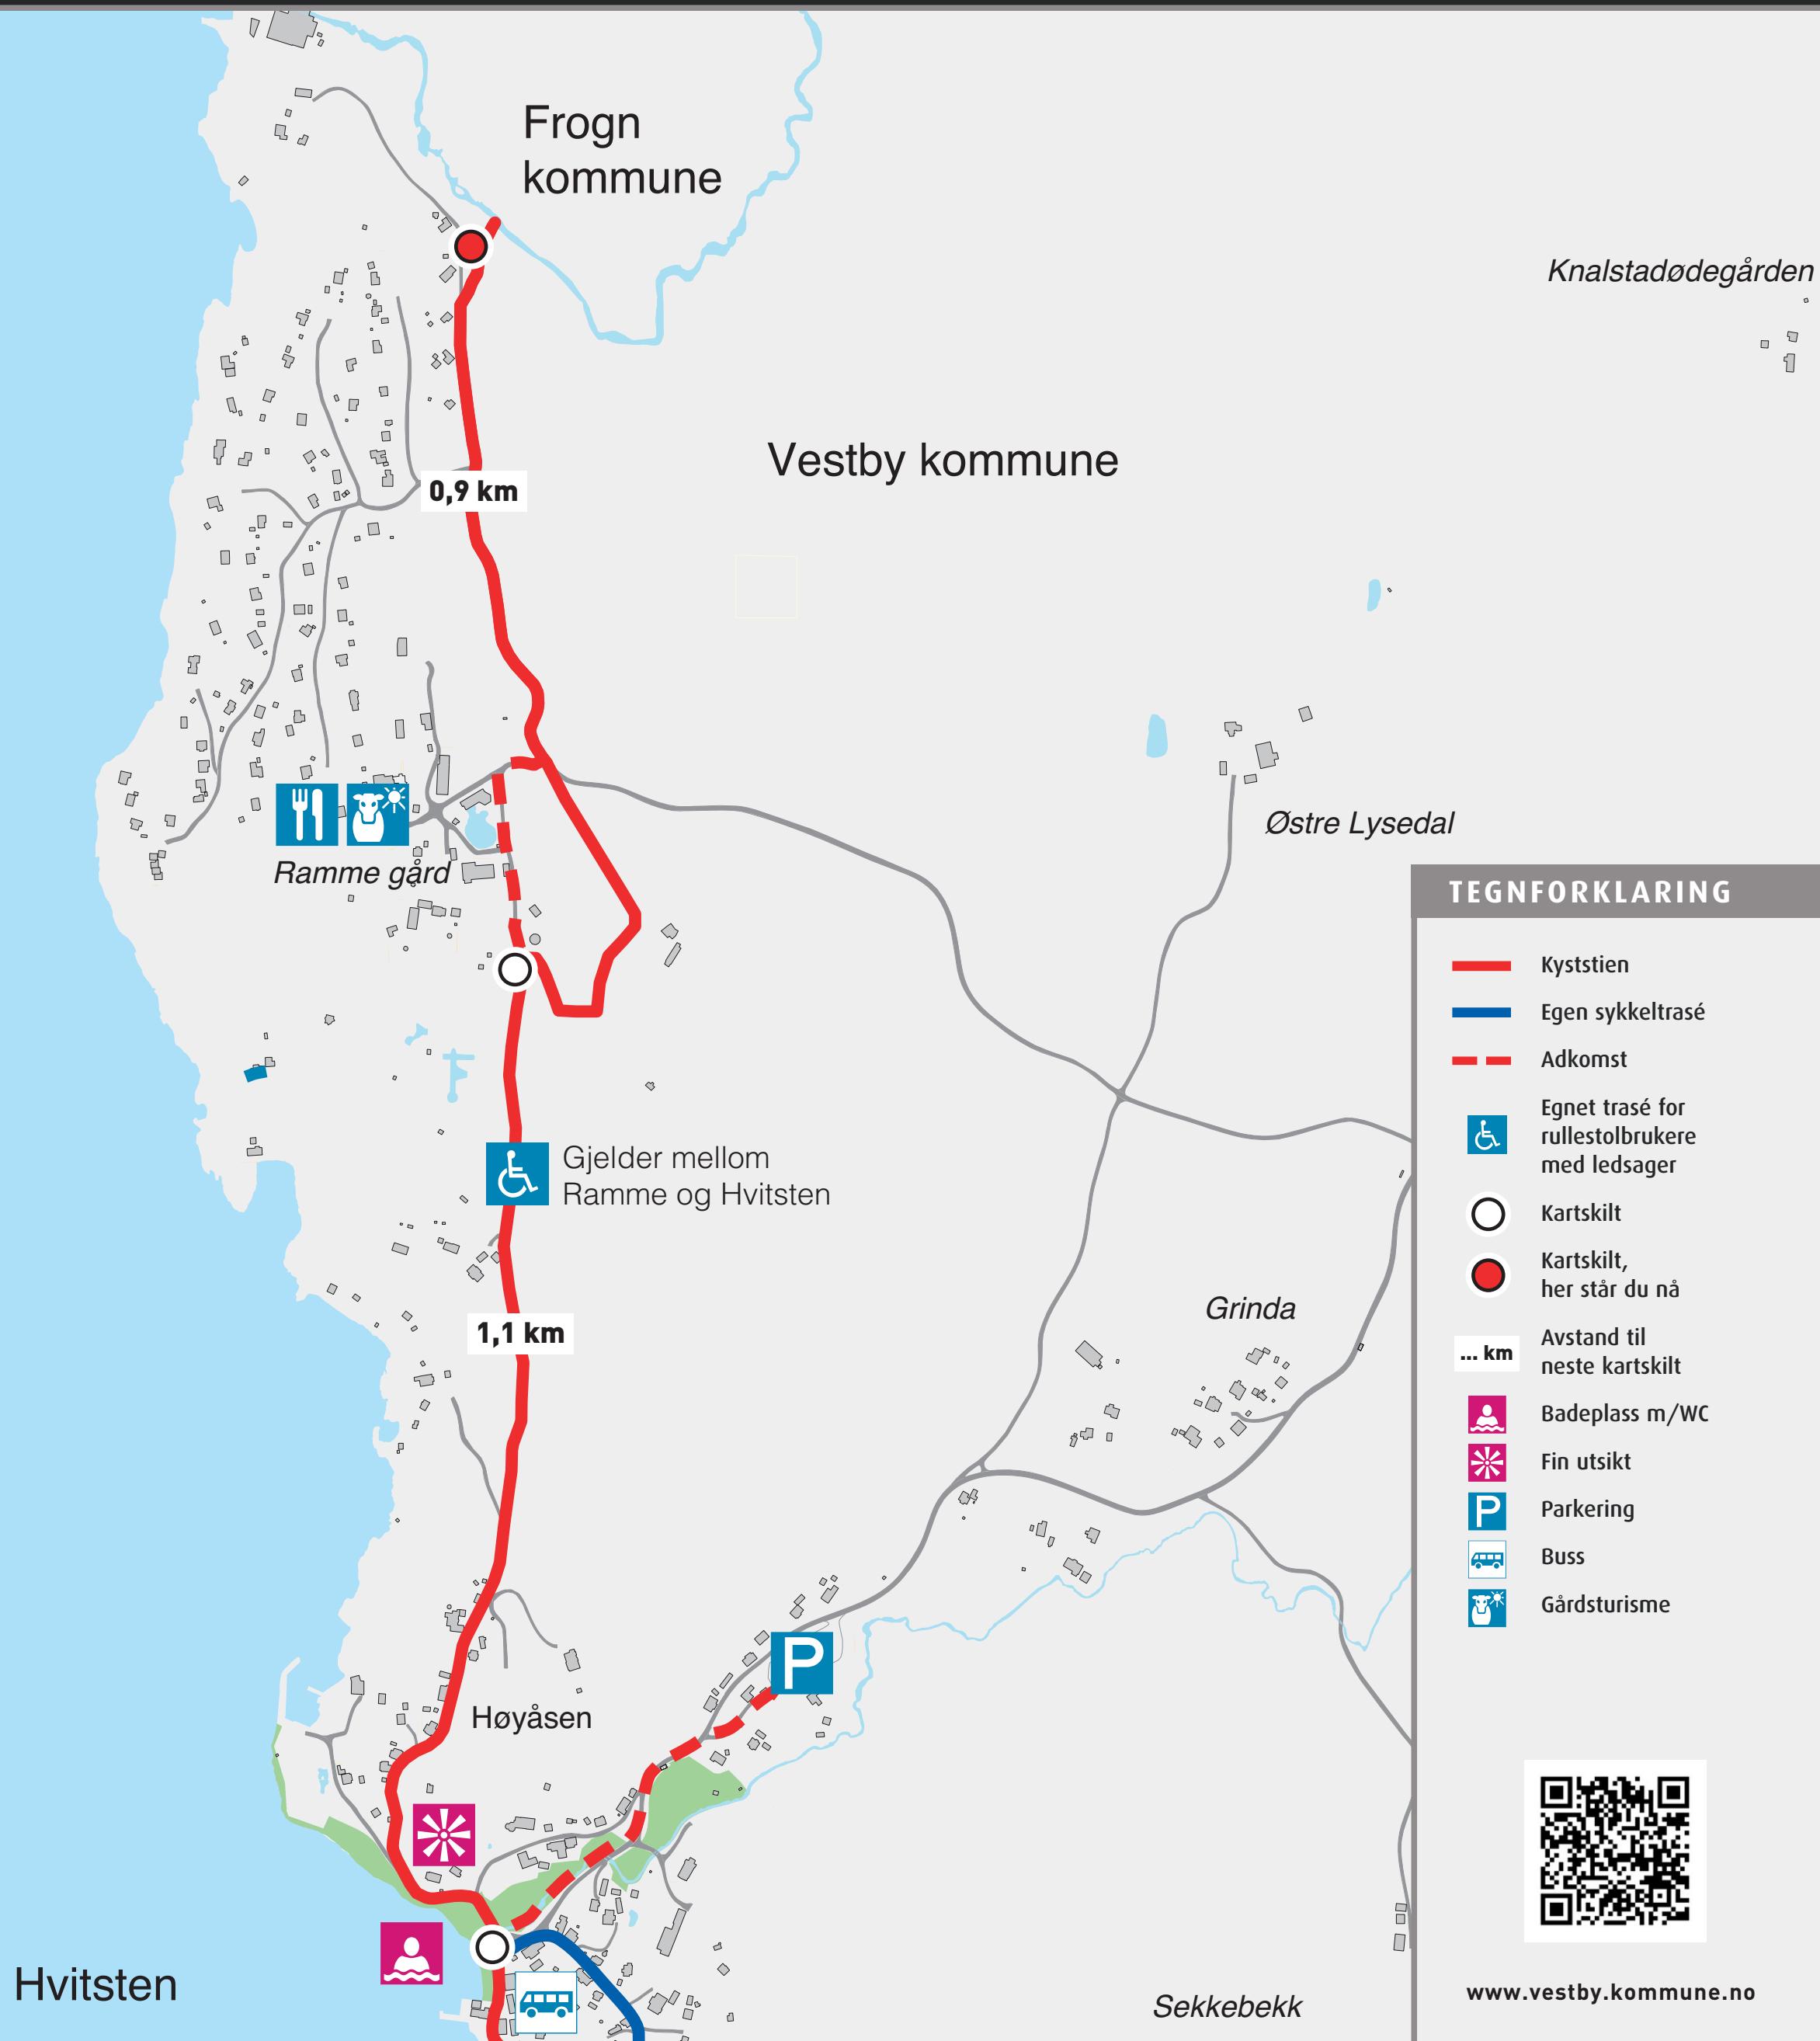 Frogn
kommune
Knalstadødegården
Vestby kommune
0,9 km
Østre Lysedal
Ramme gård
Gjelder mellom
Ramme og Hvitsten
Grinda
1,1 km
P
Høyåsen
Hvitsten
Sekkebekk
TEGNFORKLARING
Kyststien
Egen sykkeltrasé
Adkomst
Egnet trasé for
rullestolbrukere
med ledsager
Kartskilt
Kartskilt,
her står du nå
... km
Avstand til
neste kartskilt
Badeplass m/WC
Fin utsikt
P
Parkering
Buss
Gårdsturisme
www.vestby.kommune.no